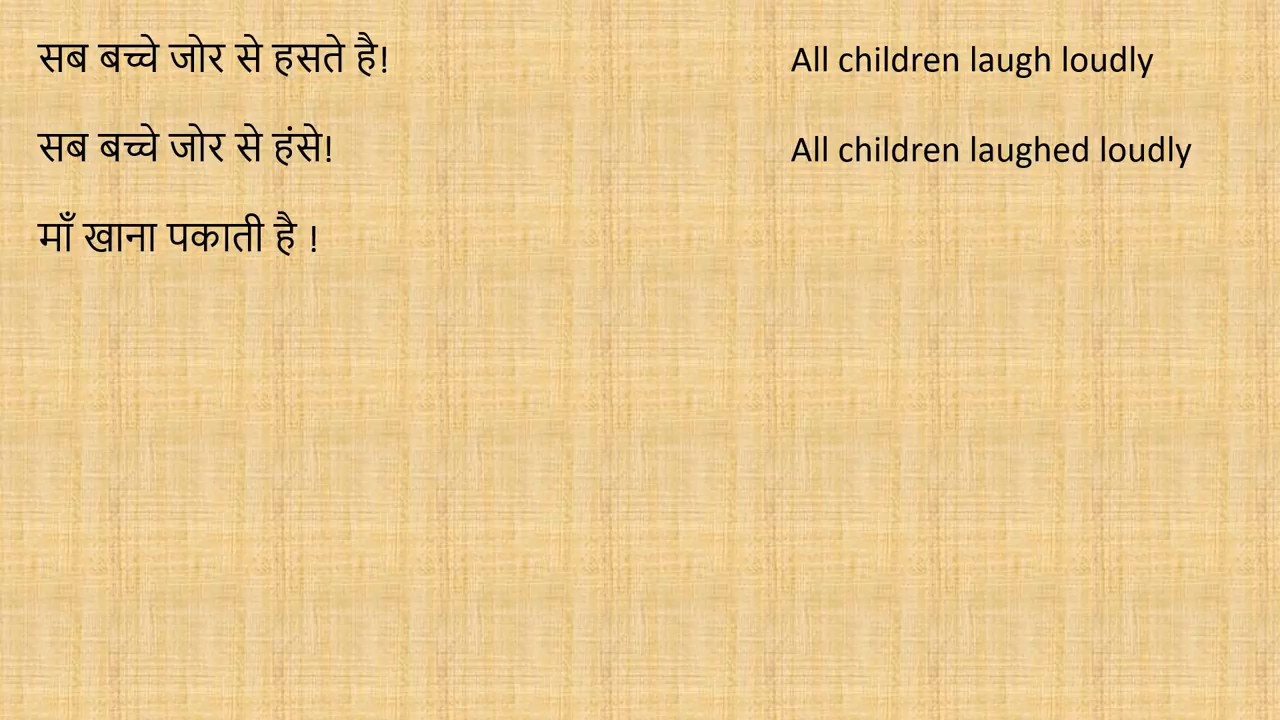 सब बच्चे जोर से हसते है!
All children laugh loudly
सब बच्चे जोर से हंसे!
All children laughed loudly
माँ खाना पकाती है !